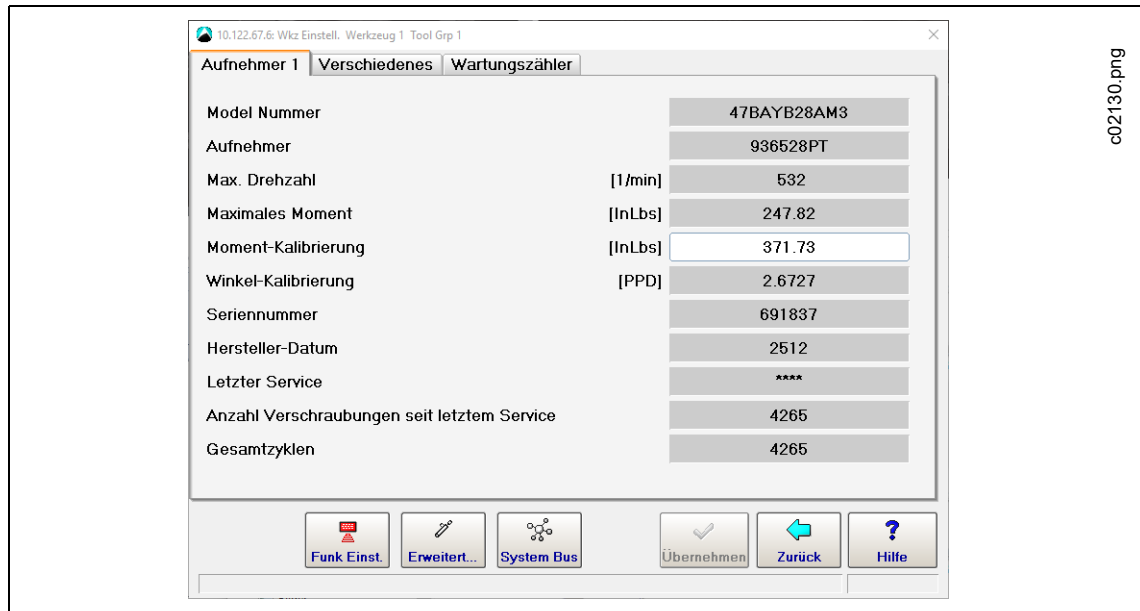 10.122.67.6: Wkz Einstell. Werkzeug 1 Tool Grp 1
Aufnehmer 1 Verschiedenes Wartungszähler
Model Nummer 47BAYB28AM3
Aufnehmer 936528PT
Max. Drehzahl [1/min] 532
Maximales Moment [InLbs] 247.82
Moment-Kalibrierung [InLbs] 371.73
Winkel-Kalibrierung [PPD] 2.6727
Seriennummer 691837
Hersteller-Datum 2512
Letzter Service ****
Anzahl Verschraubungen seit letztem Service 4265
Gesamtzyklen 4265
Funk Einst. Erweitert... System Bus Übernehmen Zurück Hilfe
c02130.png